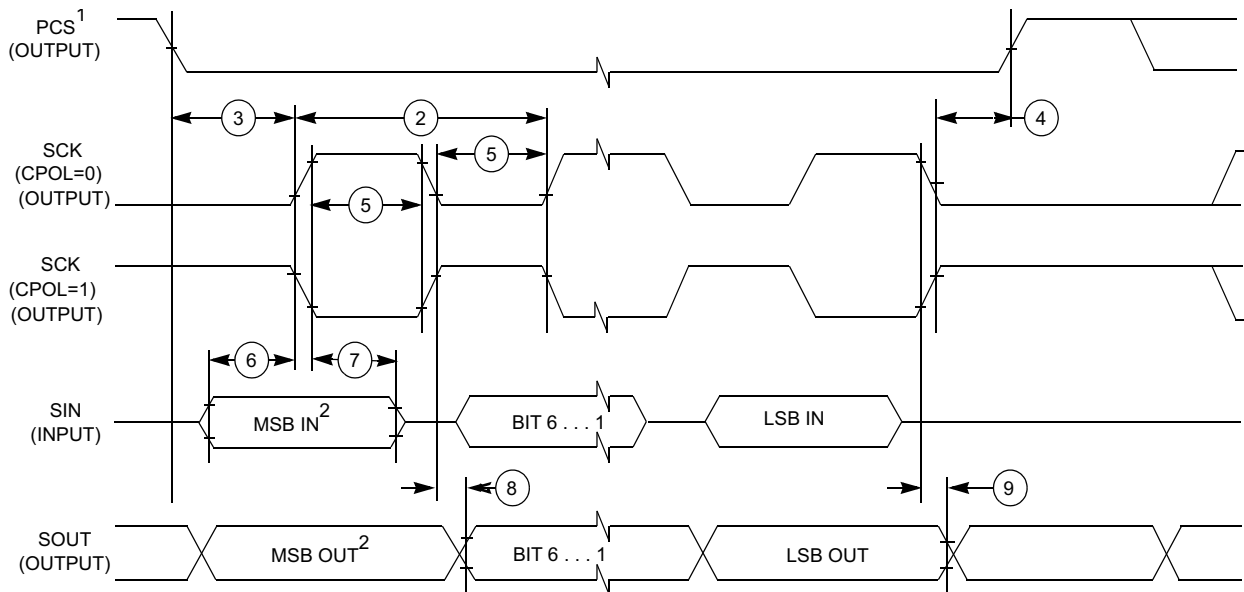 PCS1
(OUTPUT)
3
2
4
SCK
(CPOL=0)
(OUTPUT)
5
5
SCK
(CPOL=1)
(OUTPUT)
6
7
SIN
(INPUT)
MSB IN2
BIT 6 . . . 1
LSB IN
8
9
SOUT
(OUTPUT)
MSB OUT2
BIT 6 . . . 1
LSB OUT